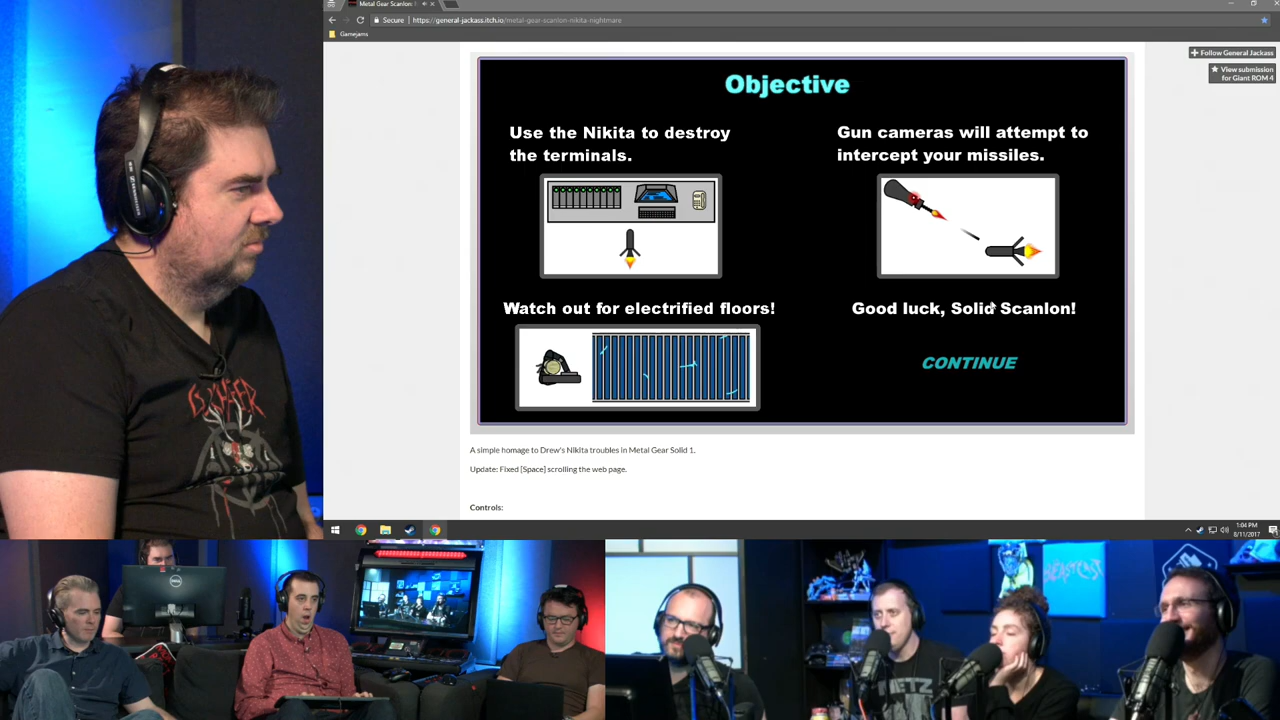 Metal Gear Scanlon
Secure
https://general-jackass.itch.io/metal-gear-scanlon-nikita-nightmare
Gamejams
Follow General Jackass
View submission
for Giant ROM 4
Objective
Use the Nikita to destroy
the terminals.
Gun cameras will attempt to
intercept your missiles.
Watch out for electrified floors!
Good luck, Solid Scanlon!
CONTINUE
A simple homage to Drew's Nikita troubles in Metal Gear Solid 1.
Update: Fixed [Space] scrolling the web page.
Controls:
1:04 PM
8/11/2017
DELL
BEASTCAST
METZ